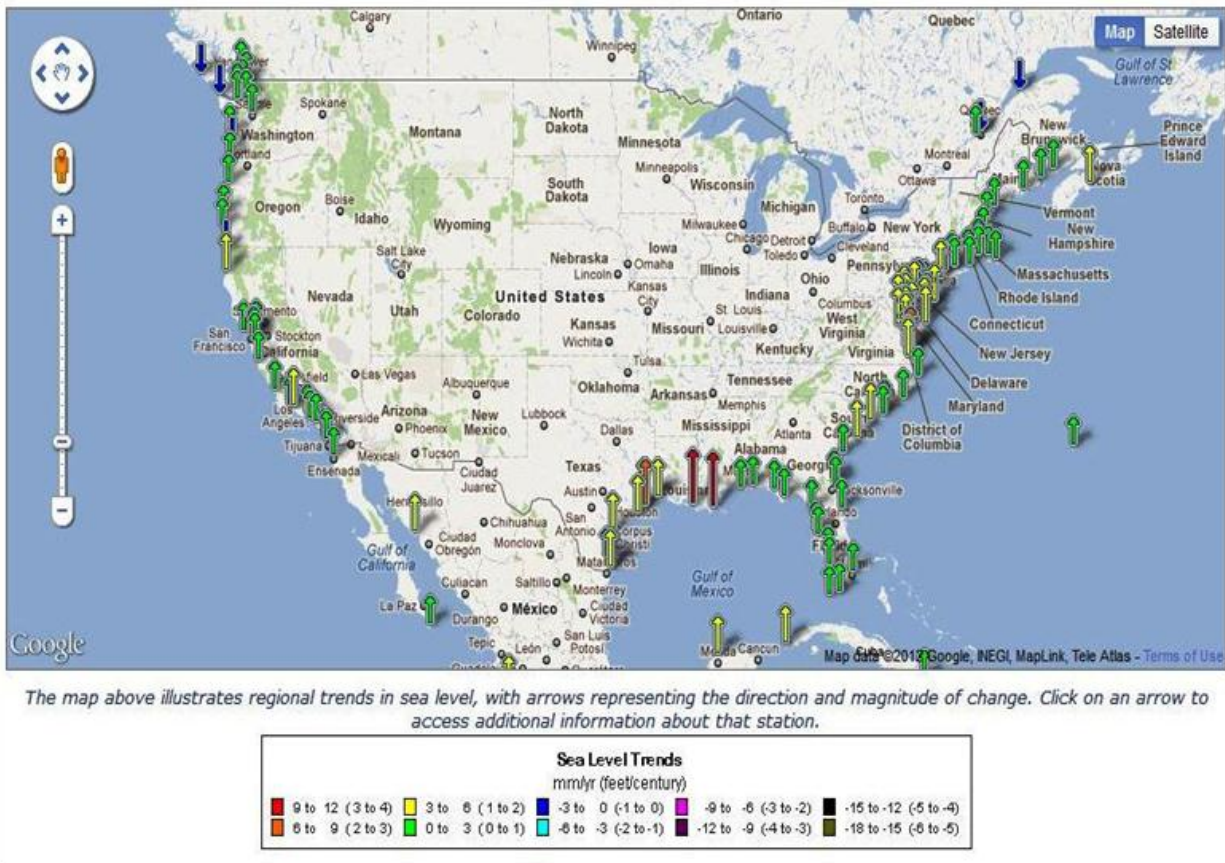 Calgary
Ontario
Quebec
Map
Satellite
Winnipeg
Gulf of St
Lawrence
Spokane
Washington
Montana
North
Dakota
Minnesota
Minneapolis
Wisconsin
Michigan
Montreal
Ottawa
Toronto
New
Brunswick
Prince
Edward
Island
Nova
Scotia
Oregon
Boise
Idaho
Wyoming
South
Dakota
Milwaukee
Chicago
Detroit
Toledo
Buffalo
Cleveland
New York
Vermont
New
Hampshire
Massachusetts
Rhode Island
Connecticut
New Jersey
Delaware
Maryland
District of
Columbia
Salt Lake
City
Nebraska
Lincoln
Iowa
Omaha
Illinois
Indiana
Ohio
Columbus
West
Virginia
Virginia
Nevada
Utah
Colorado
United States
Kansas
City
Kansas
Wichita
Missouri
St. Louis
Louisville
Kentucky
San
Francisco
Stockton
California
Las Vegas
Los
Angeles
Arizona
Phoenix
Tucson
Albuquerque
New
Mexico
Lubbock
Oklahoma
Tulsa
Arkansas
Tennessee
Memphis
Mississippi
Alabama
Atlanta
Dallas
Texas
Austin
San
Antonio
Tijuana
Mexicali
Ensenada
Ciudad
Juarez
Chihuahua
Ciudad
Obregón
Monclova
Gulf of
California
Culiacan
Saltillo
Monterrey
La Paz
Durango
México
Ciudad
Victoria
Tepic
León
San Luis
Potosí
Gulf of
Mexico
Cancun
Google
Map data ©2012 Google, INEGI, MapLink, Tele Atlas - Terms of Use
The map above illustrates regional trends in sea level, with arrows representing the direction and magnitude of change. Click on an arrow to
access additional information about that station.
Sea Level Trends
mm/yr (feet/century)
9 to 12 (3 to 4) 3 to 6 (1 to 2) -3 to 0 (-1 to 0) -9 to -6 (-3 to -2) -15 to -12 (-5 to -4)
6 to 9 (2 to 3) 0 to 3 (0 to 1) -6 to -3 (-2 to -1) -12 to -9 (-4 to -3) -18 to -15 (-6 to -5)